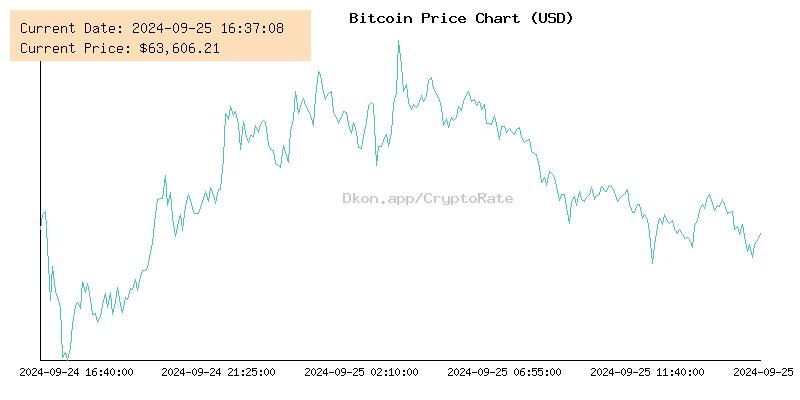 Bitcoin Price Chart (USD)
Current Date: 2024-09-25 16:37:08
Current Price: $63,606.21
Dkon.app/CryptoRate
2024-09-24 16:40:00 2024-09-24 21:25:00 2024-09-25 02:10:00 2024-09-25 06:55:00 2024-09-25 11:40:00 2024-09-25